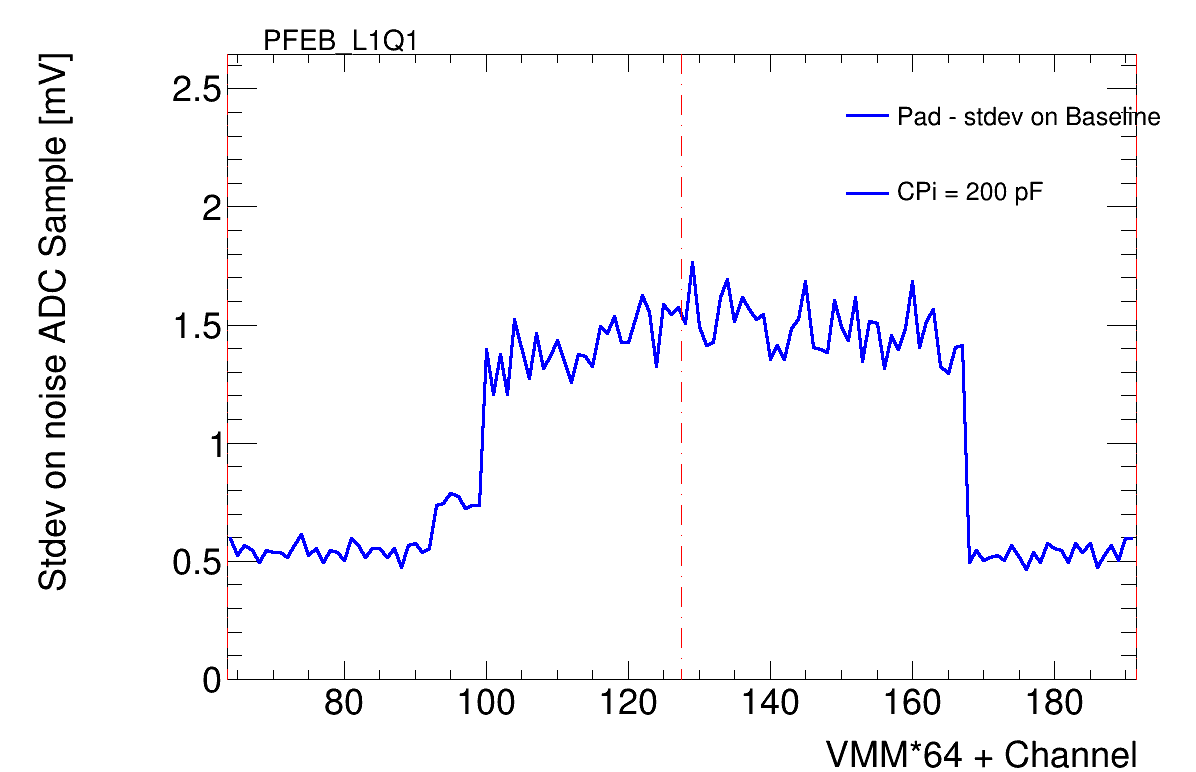 PFEB_L1Q1
Stdev on noise ADC Sample [mV]
2.5
2
1.5
1
0.5
0
Pad - stdev on Baseline
CPi = 200 pF
80 100 120 140 160 180
VMM*64 + Channel